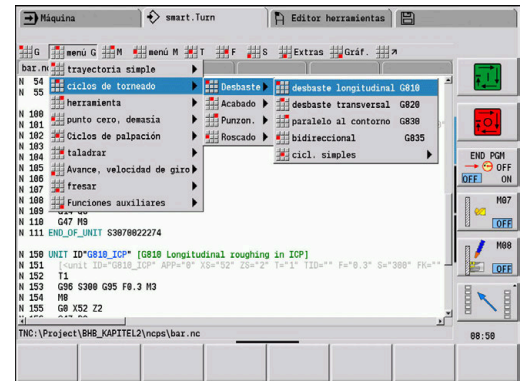 Máquina
smart.Turn
Editor herramientas
G menú G M menú M T F S Extras Gráf.
bar.n
trayectoria simple
N 54
ciclos de torneado
Desbaste
desbaste longitudinal G810
N 55
herramienta
Acabado
desbaste transversal G820
N 100
punto cero, demasía
Punzon.
paralelo al contorno G830
N 101
N 102
Ciclos de palpación
Roscado
bidireccional G835
N 103
taladrar
cicl. simples
N 104
N 105
Avance, velocidad de giro
N 106
fresar
N 107
N 108
Funciones auxiliares
N 109
N 110 G47 M9
N 111 END_OF_UNIT S3070022274
N 150 UNIT ID"G810_ICP" [G810 Longitudinal roughing in ICP]
N 151 [<unit ID="G810_ICP" APP="0" XS="52" ZS="2" T="1" TID="" F="0.3" S="300" FK=""
N 152 T1
N 153 G96 S300 G95 F0.3 M3
N 154 M8
N 155 G0 X52 Z2
TNC:\Project\BHB_KAPITEL2\ncps\bar.nc
END PGM
OFF
OFF ON
M07
OFF
M08
OFF
08:50